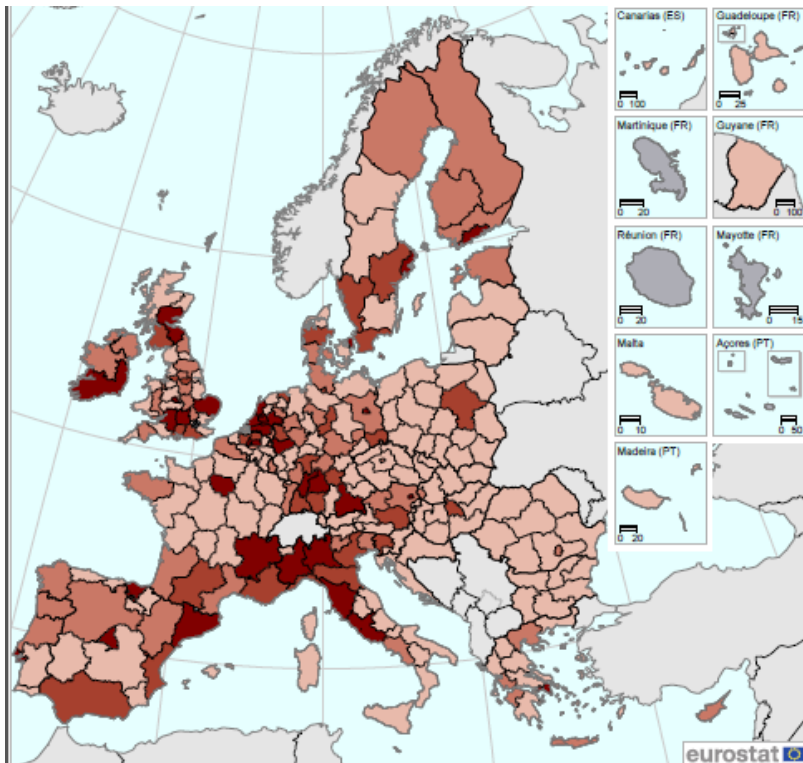 Canarias (ES)
0 100
Guadeloupe (FR)
0 25
Martinique (FR)
0 20
Guyane (FR)
0 100
Réunion (FR)
0 20
Mayotte (FR)
0 15
Malta
0 10
Açores (PT)
0 50
Madeira (PT)
0 20
eurostat